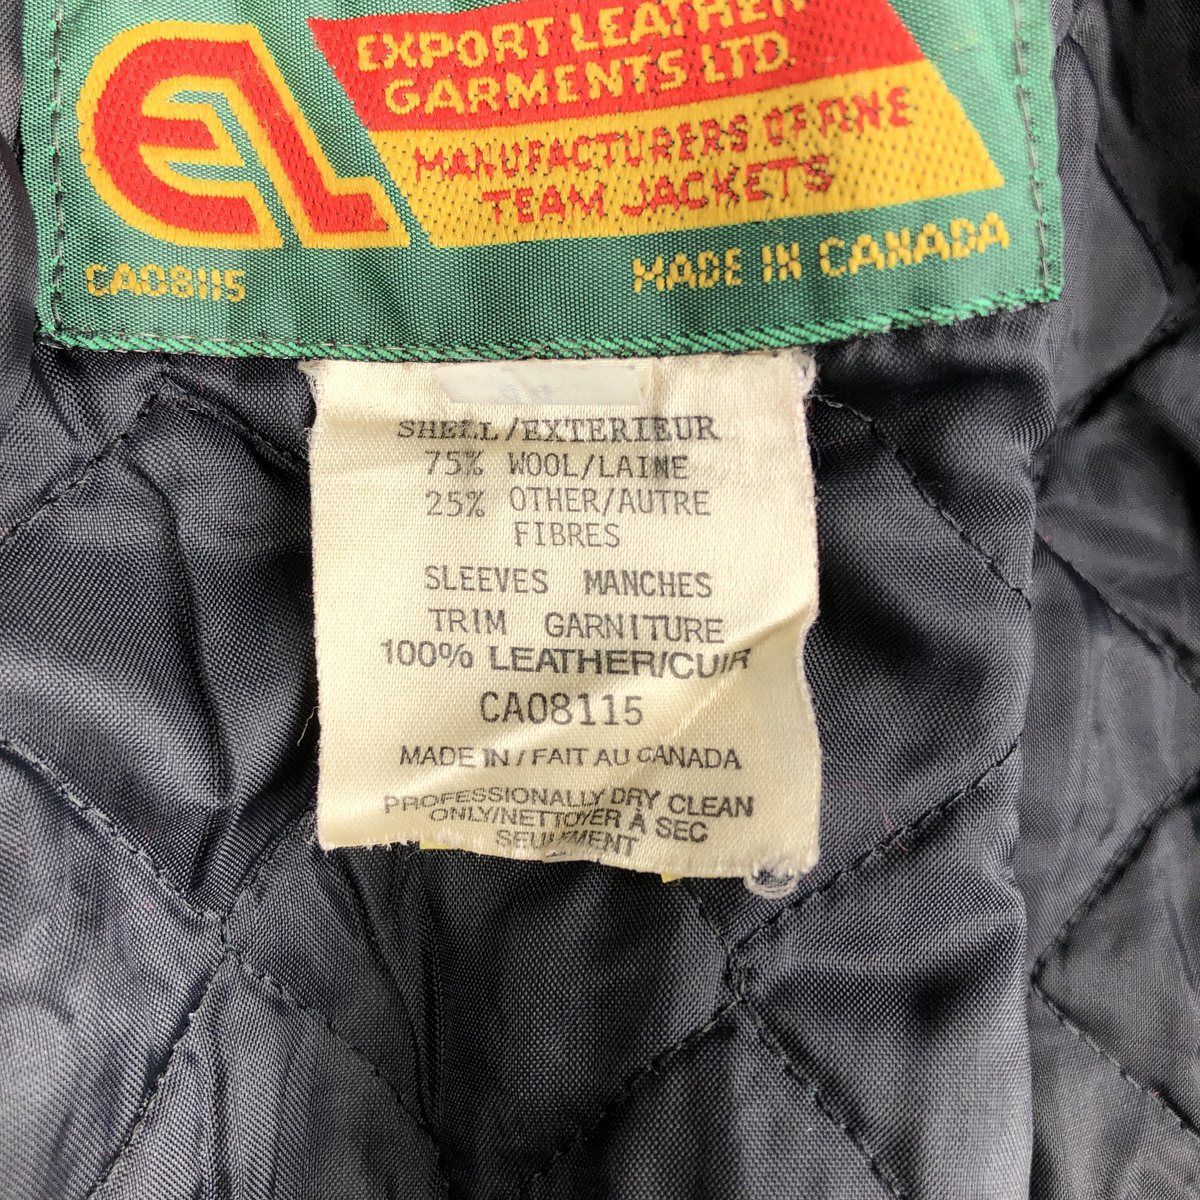 EL
EXPORT LEATHER
GARMENTS LTD.
MANUFACTURERS OF FINE
TEAM JACKETS
CA08115
MADE IN CANADA
SHELL/EXTERIEUR
75% WOOL/LAINE
25% OTHER/AUTRE
FIBRES
SLEEVES MANCHES
TRIM GARNITURE
100% LEATHER/CUIR
CA08115
MADE IN / FAIT AU CANADA
PROFESSIONALLY DRY CLEAN
ONLY/NETTOYER À SEC
SEULEMENT